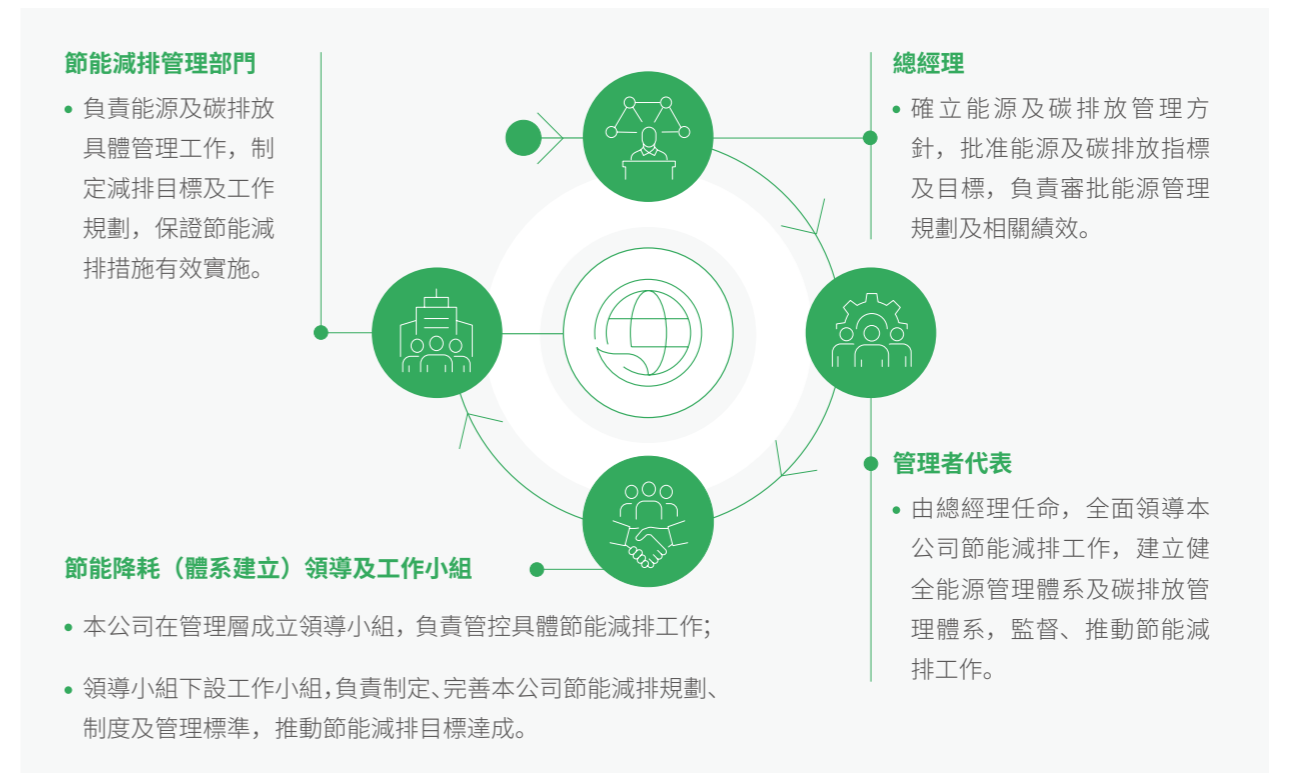 節能減排管理部門
• 負責能源及碳排放
具體管理工作，制
定減排目標及工作
規劃，保證節能減
排措施有效實施。
總經理
• 確立能源及碳排放管理方
針，批准能源及碳排放指標
及目標，負責審批能源管理
規劃及相關績效。
管理者代表
• 由總經理任命，全面領導本
公司節能減排工作，建立健
全能源管理體系及碳排放管
理體系，監督、推動節能減
排工作。
節能降耗（體系建立）領導及工作小組
• 本公司在管理層成立領導小組，負責管控具體節能減排工作；
• 領導小組下設工作小組，負責制定、完善本公司節能減排規劃、
制度及管理標準，推動節能減排目標達成。